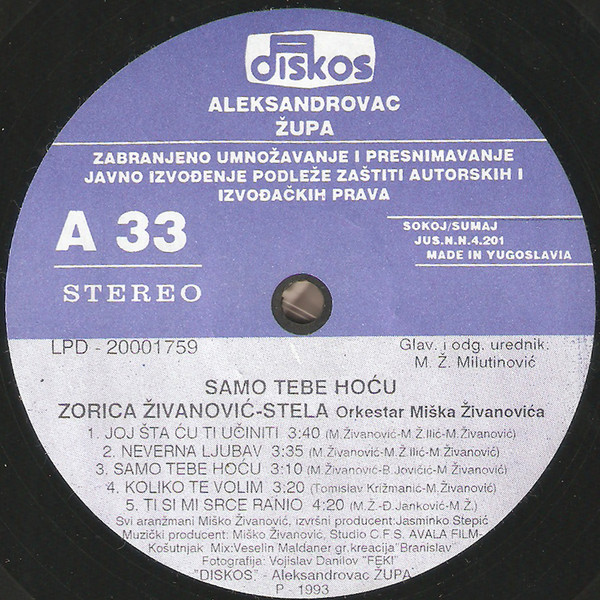 diskos
ALEKSANDROVAC
ŽUPA
ZABRANJENO UMNOŽAVANJE I PRESNIMAVANJE
JAVNO IZVOĐENJE PODLEŽE ZAŠTITI AUTORSKIH I
IZVOĐAČKIH PRAVA
A 33
SOKOJ/SUMAJ
JUS.N.N.4.201
MADE IN YUGOSLAVIA
STEREO
LPD - 20001759
Glav. i odg. urednik.
M. Ž. Milutinović
SAMO TEBE HOĆU
ZORICA ŽIVANOVIĆ-STELA Orkestar Miška Živanovića
1. JOJ ŠTA ĆU TI UČINITI 3:40 (M.Živanović-M.Ž.Ilić-M.Živanović)
2. NEVERNA LJUBAV 3:35 (M.Živanović-M.Ž.Ilić-M.Živanović)
3. SAMO TEBE HOĆU 3:10 (M.Živanović-B.Jovičić-M.Živanović)
4. KOLIKO TE VOLIM 3:20 (Tomislav Križmanić-M.Živanović)
5. TI SI MI SRCE RANIO 4:20 (M.Ž-Đ.Janković-M.Ž.)
Svi aranžmani Miško Živanović, izvršni producent:Jasminko Stepić
Muzički producent: Miško Živanović, Studio C.F.S. AVALA FILM-
Košutnjak Mix:Veselin Maldaner gr.kreacija"Branislav"
Fotografija: Vojislav Danilov "FEKI"
"DISKOS" - Aleksandrovac ŽUPA
P - 1993